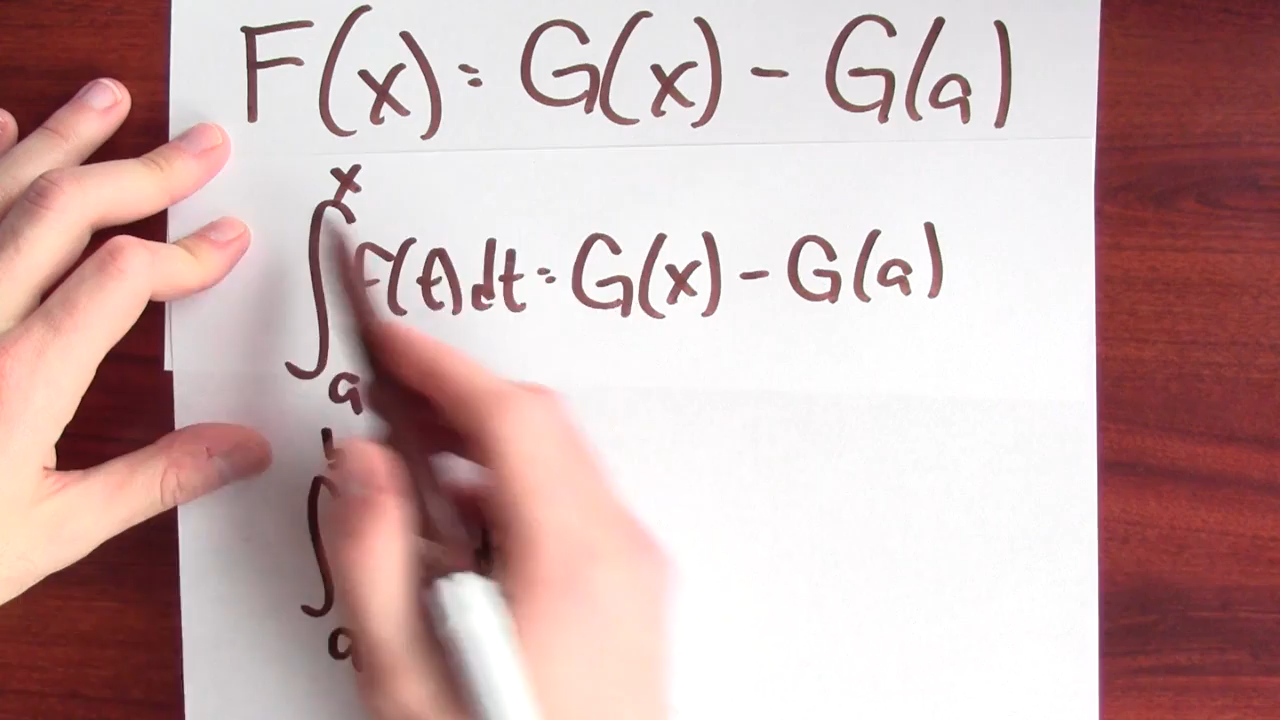 F(x) = G(x) - G(a)
∫ₐˣ f(t) dt = G(x) - G(a)
∫ₐ